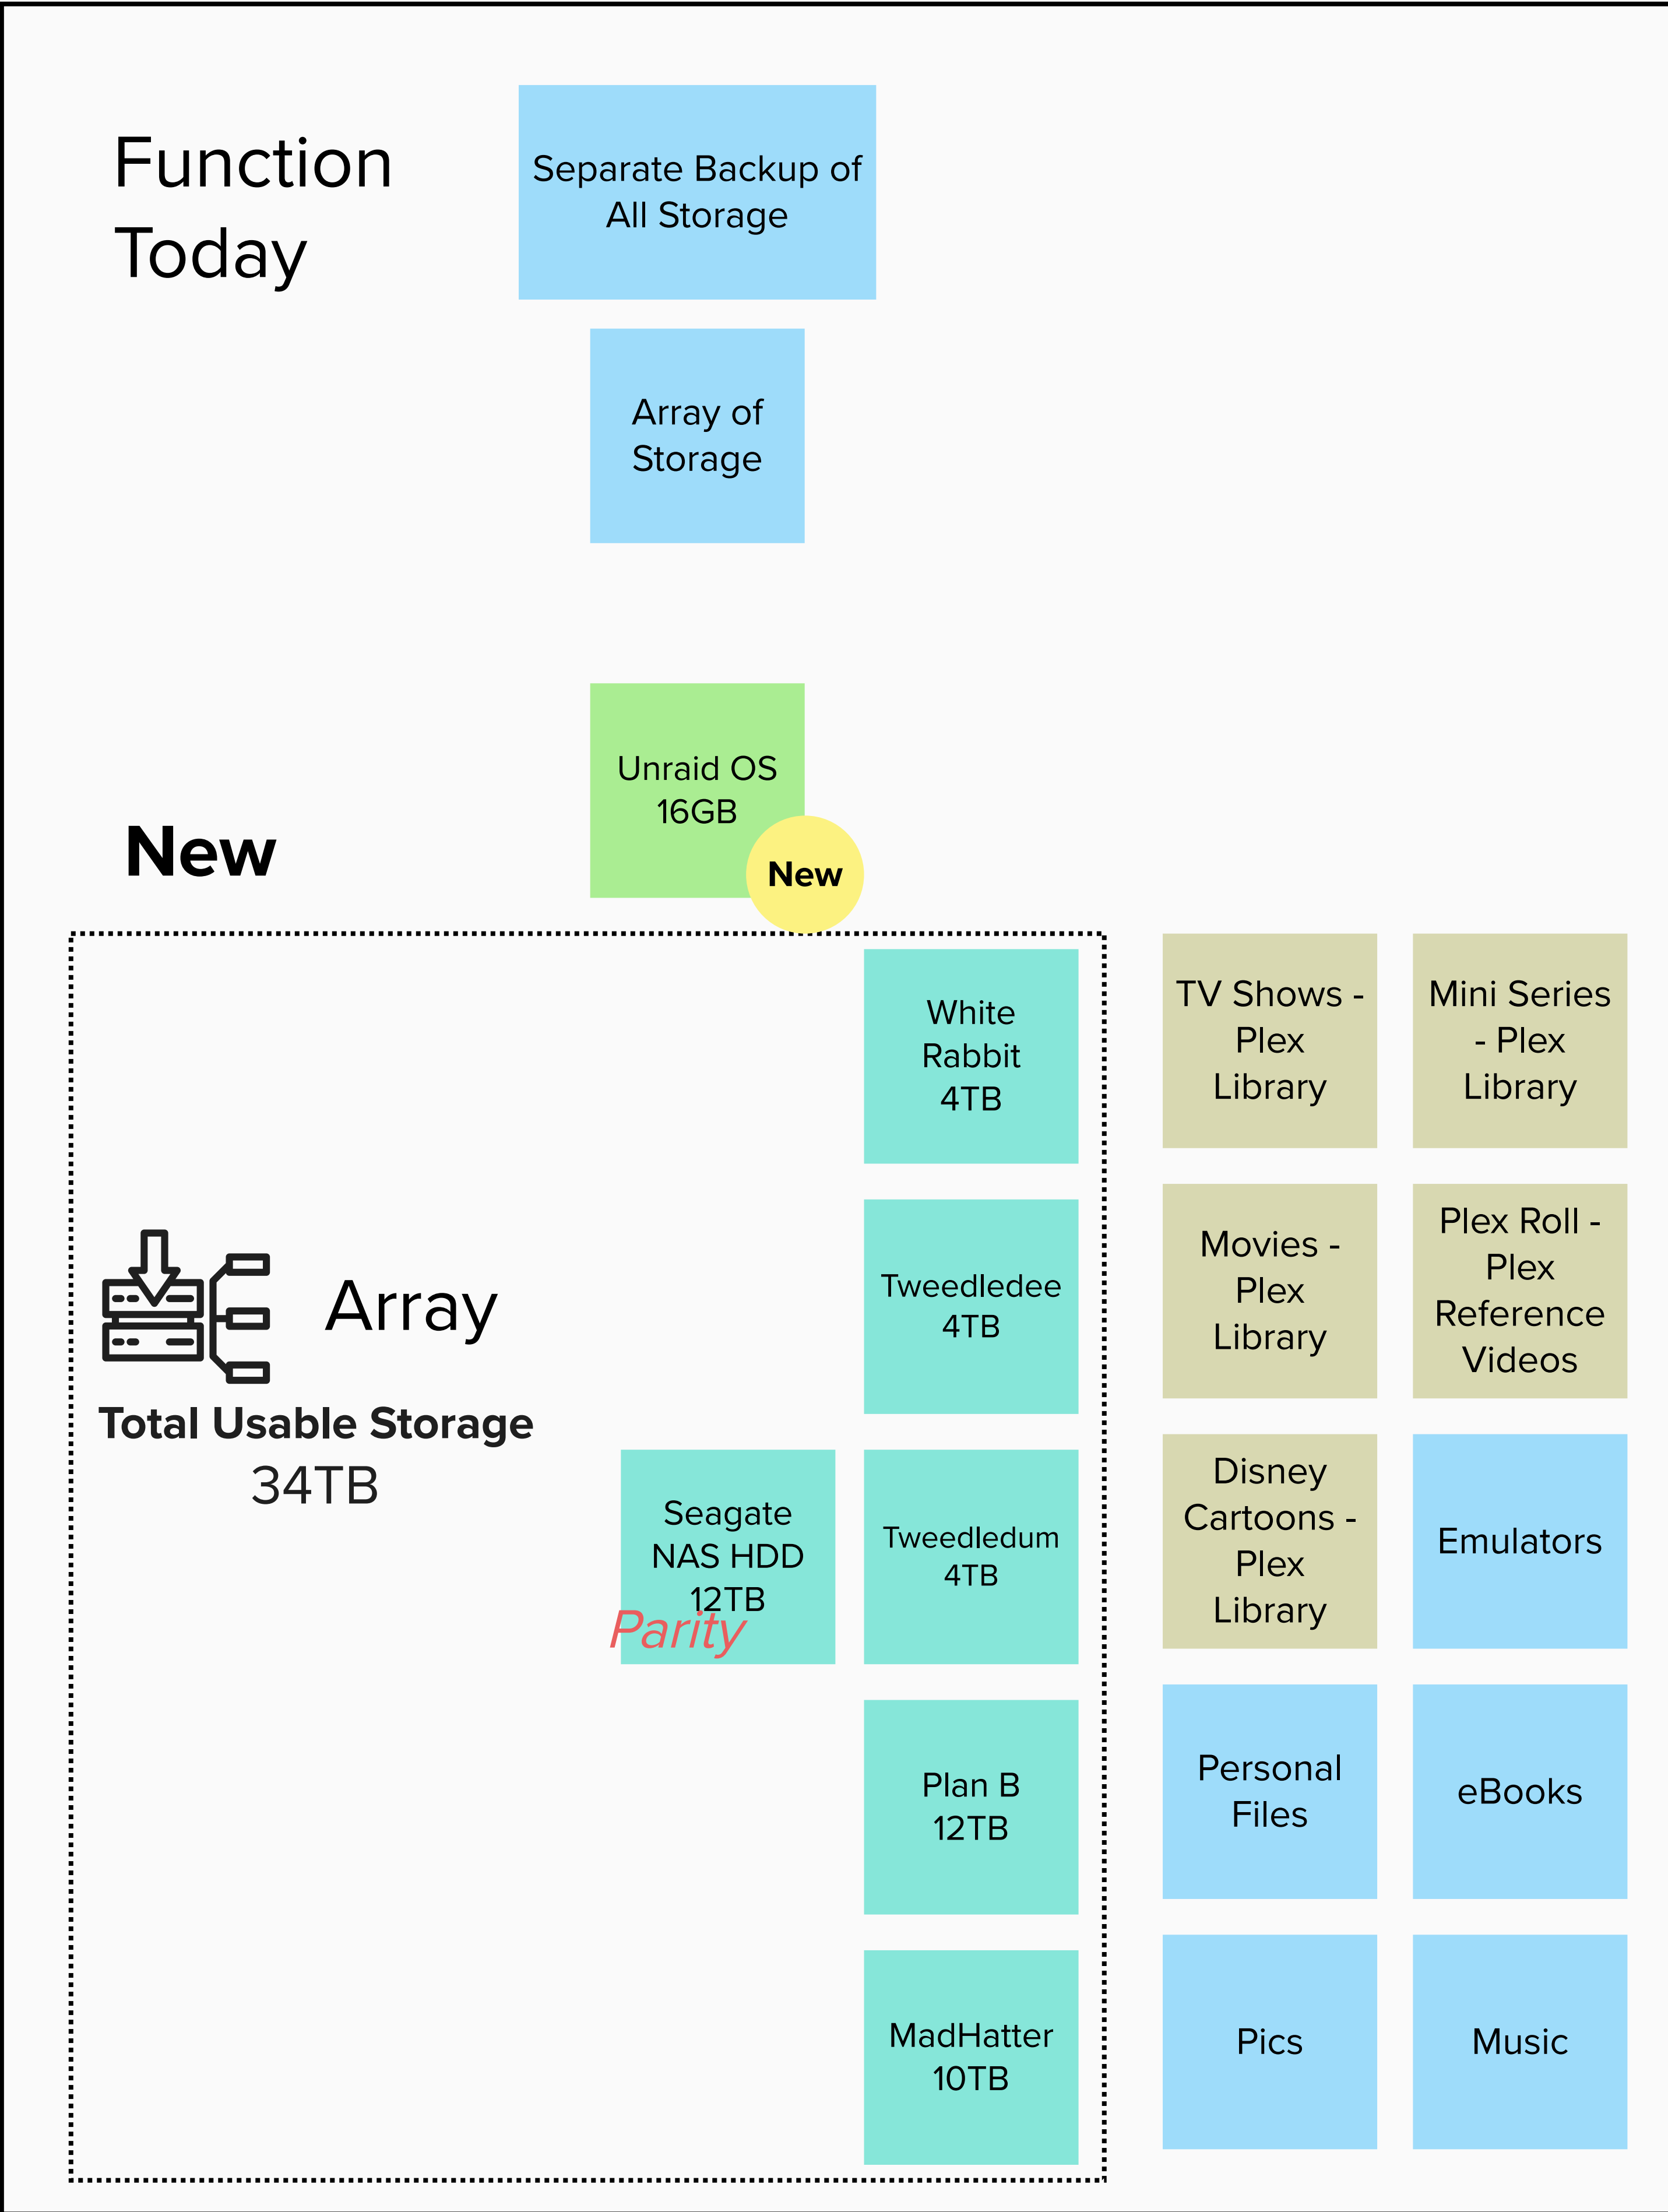 Function
Today
Separate Backup of
All Storage
Array of
Storage
Unraid OS
16GB
New
New
Array
Total Usable Storage
34TB
Seagate
NAS HDD
12TB
Parity
White
Rabbit
4TB
Tweedledee
4TB
Tweedledum
4TB
Plan B
12TB
MadHatter
10TB
TV Shows -
Plex
Library
Mini Series
- Plex
Library
Movies -
Plex
Library
Plex Roll -
Plex
Reference
Videos
Disney
Cartoons -
Plex
Library
Emulators
Personal
Files
eBooks
Pics
Music